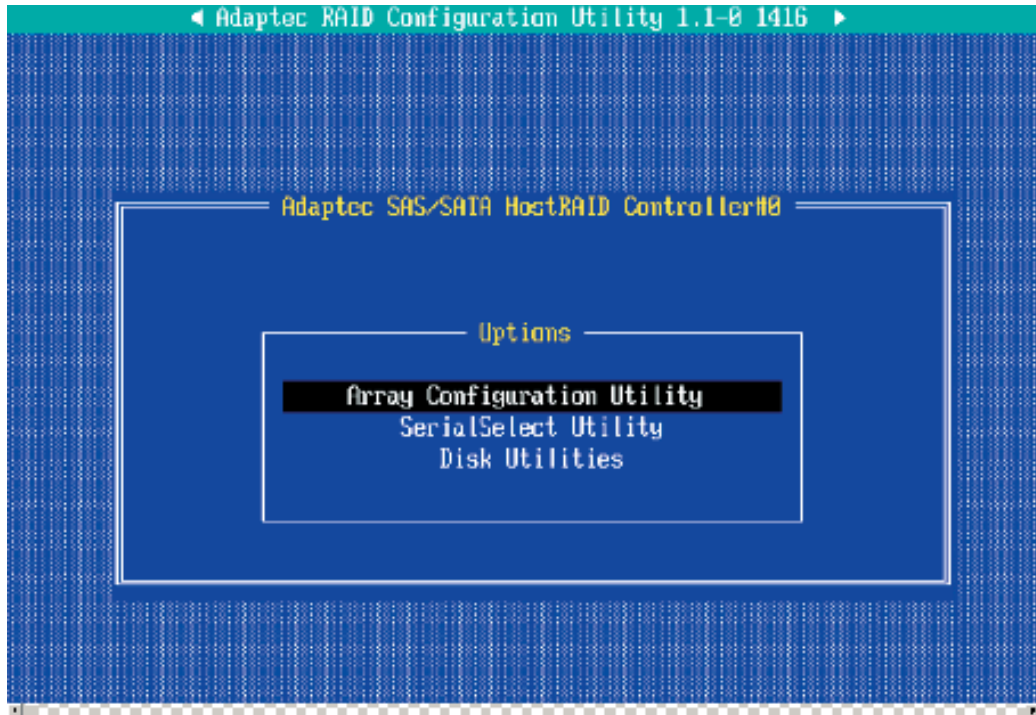 ◄ Adaptec RAID Configuration Utility 1.1-0 1416 ►
Adaptec SAS/SATA HostRAID Controller#0
Options
Array Configuration Utility
SerialSelect Utility
Disk Utilities